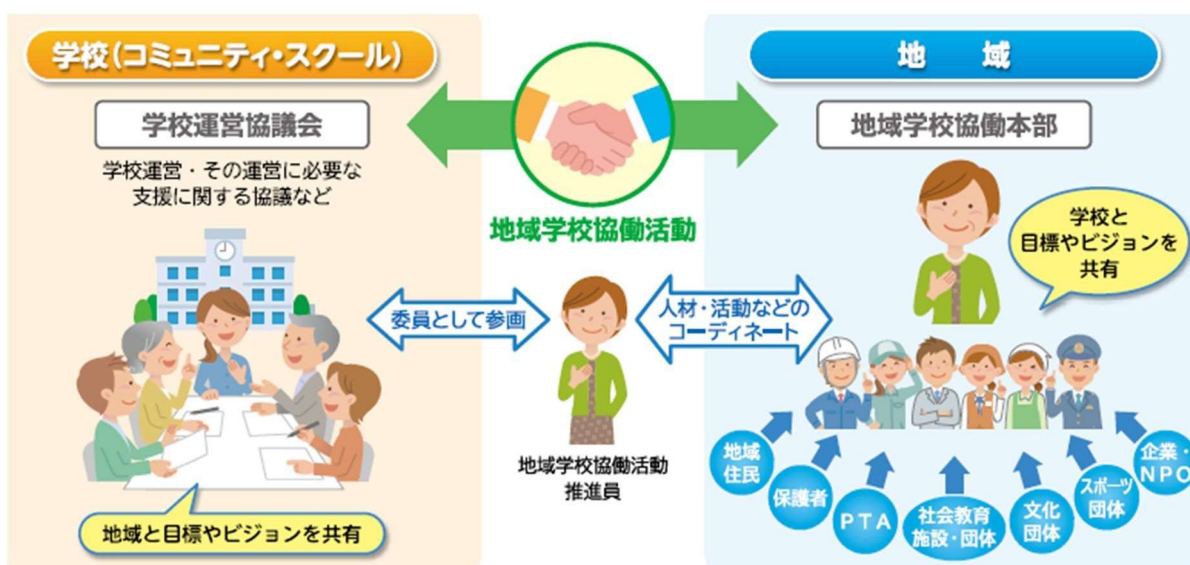 学校(コミュニティ・スクール)
学校運営協議会
学校運営・その運営に必要な
支援に関する協議など
地域と目標やビジョンを共有
地域学校協働活動
委員として参画
人材・活動などの
コーディネート
地域学校協働活動
推進員
地　域
地域学校協働本部
学校と
目標やビジョンを
共有
地域
住民
保護者
PTA
社会教育
施設・団体
文化
団体
スポーツ
団体
企業・
NPO